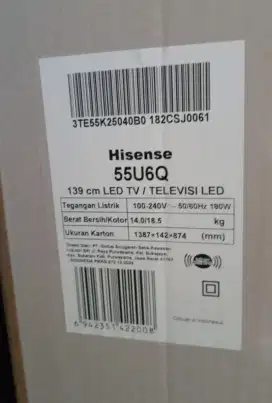 3TE55K25040B0 182CSJ0061
Hisense
55U6Q
139 cm LED TV / TELEVISI LED
Tegangan Listrik 100-240V~ 50/60Hz 180W
Berat Bersih/Kotor 14.0/18.5 kg
Ukuran Karton 1387×142×874 (mm)
6 942351 422008